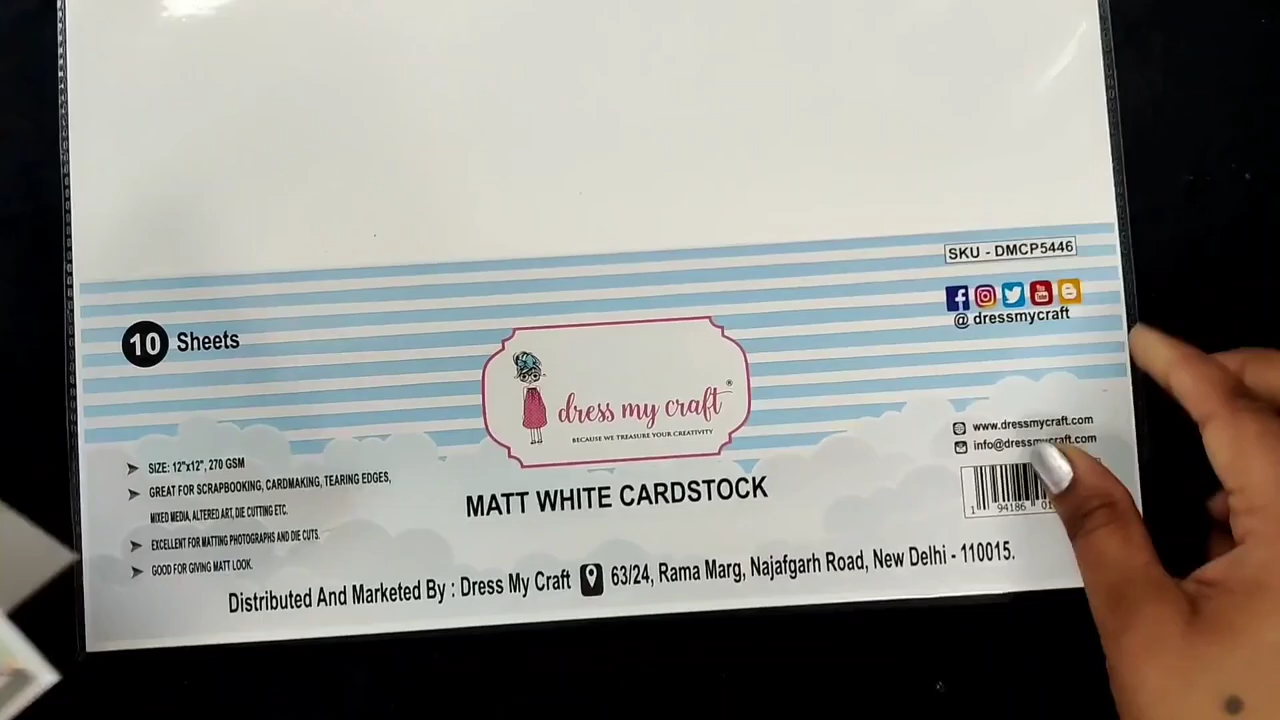 SKU - DMCP5446
@ dressmycraft
10 Sheets
dress my craft ®
BECAUSE WE TREASURE YOUR CREATIVITY
www.dressmycraft.com
info@dressmycraft.com
SIZE: 12"x12", 270 GSM
GREAT FOR SCRAPBOOKING, CARDMAKING, TEARING EDGES,
MIXED MEDIA, ALTERED ART, DIE CUTTING ETC.
EXCELLENT FOR MATTING PHOTOGRAPHS AND DIE CUTS.
GOOD FOR GIVING MATT LOOK.
MATT WHITE CARDSTOCK
1 94186 01
Distributed And Marketed By : Dress My Craft 63/24, Rama Marg, Najafgarh Road, New Delhi - 110015.